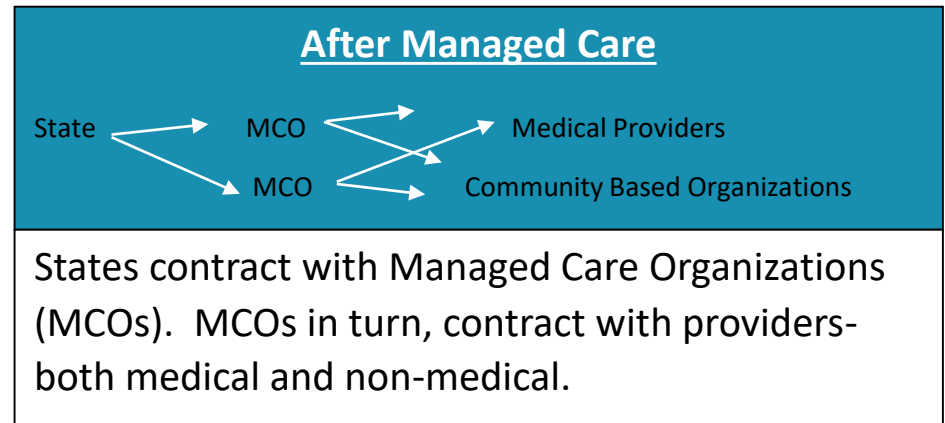 After Managed Care
State MCO Medical Providers
MCO Community Based Organizations
States contract with Managed Care Organizations
(MCOs).  MCOs in turn, contract with providers-
both medical and non-medical.